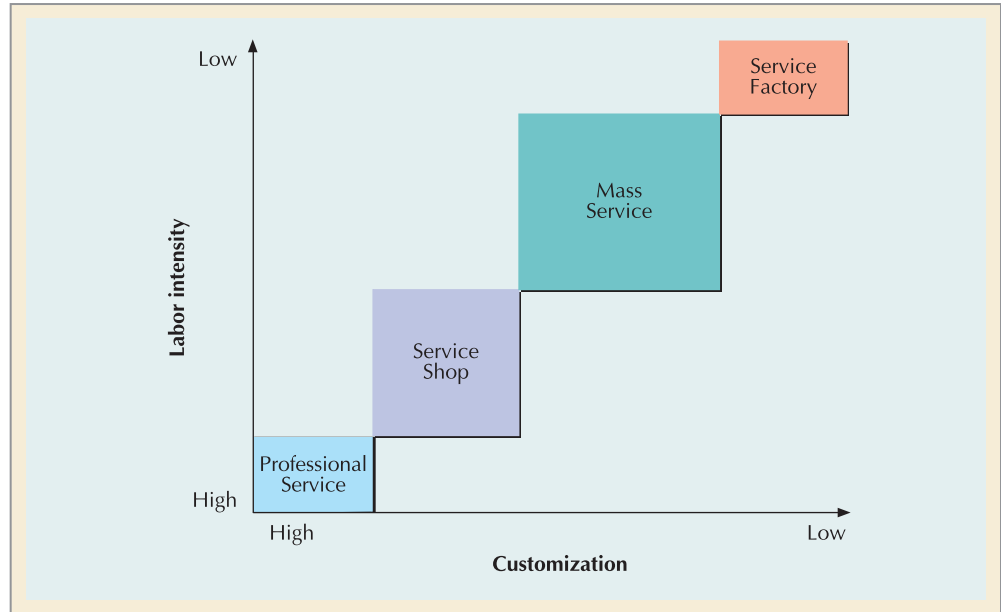 Low
Service
Factory
Mass
Service
Labor intensity
Service
Shop
Professional
Service
High
High
Low
Customization